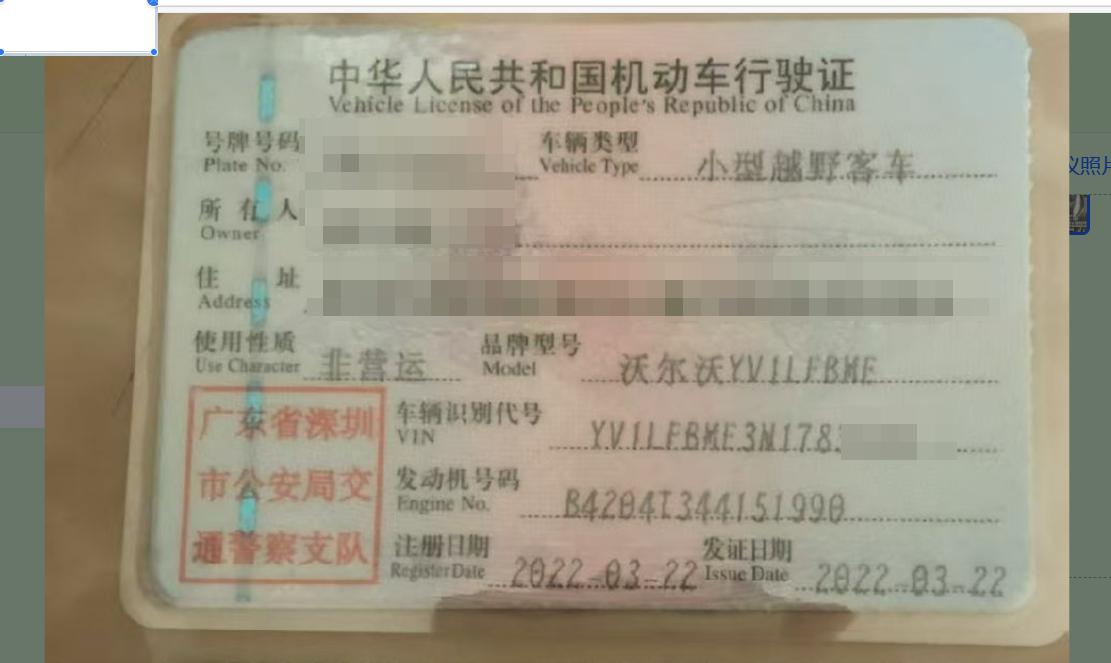 中华人民共和国机动车行驶证
Vehicle License of the People's Republic of China
号牌号码 车辆类型 小型越野客车
Plate No. Vehicle Type
所有人
Owner
住址
Address
使用性质 非营运 品牌型号 沃尔沃YV1LFBME
Use Character Model
广东省深圳
市公安局交
通警察支队
车辆识别代号 YV1LFBME3N178
VIN
发动机号码 B4204T344151990
Engine No.
注册日期 2022-03-22 发证日期 2022-03-22
Register Date Issue Date